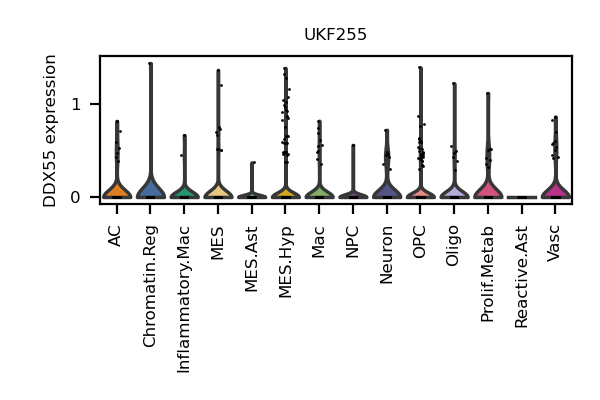 UKF255
DDX55 expression
1
0
AC
Chromatin.Reg
Inflammatory.Mac
MES
MES.Ast
MES.Hyp
Mac
NPC
Neuron
OPC
Oligo
Prolif.Metab
Reactive.Ast
Vasc